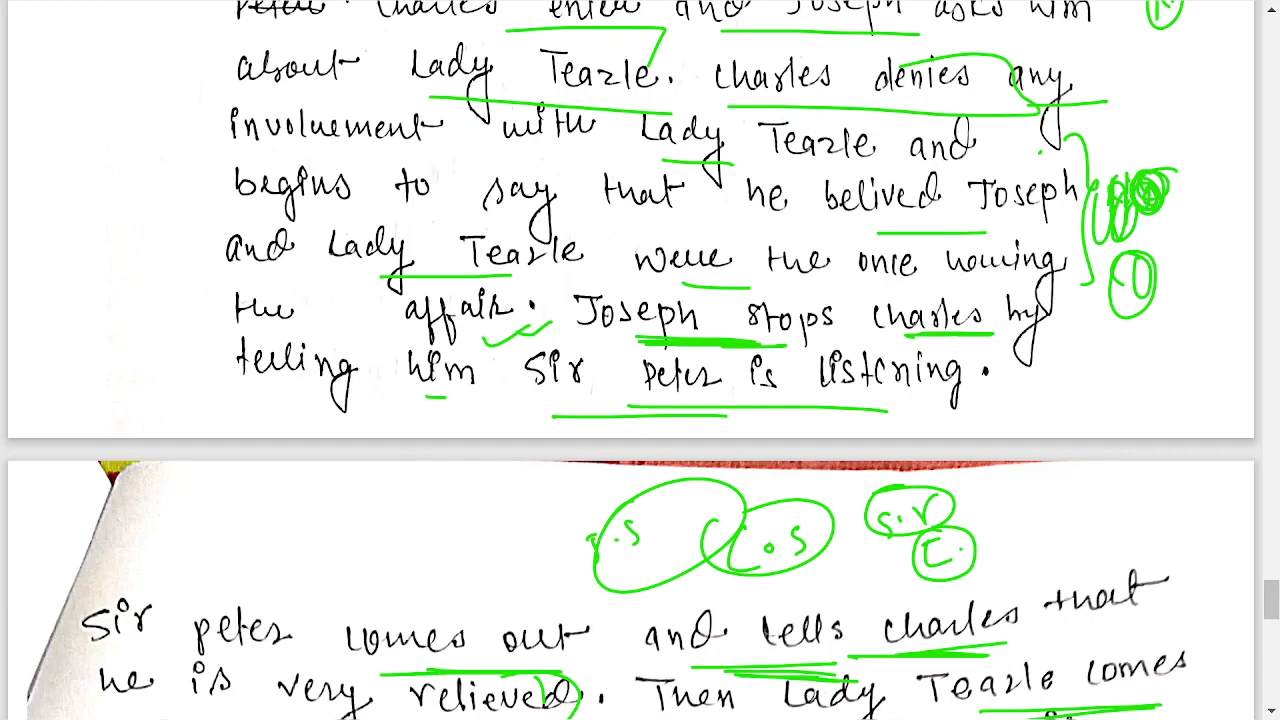 Peter. Charles enter and Joseph asks him
about Lady Teazle. Charles denies any
involvement with Lady Teazle and
begins to say that he belived Joseph
and Lady Teazle were the once having
the affair. Joseph stops Charles by
telling him Sir Peter is listening.
.S C.S Sir
T.
Sir peter comes out and tells Charles that
he is very relieved. Then Lady Teazle comes